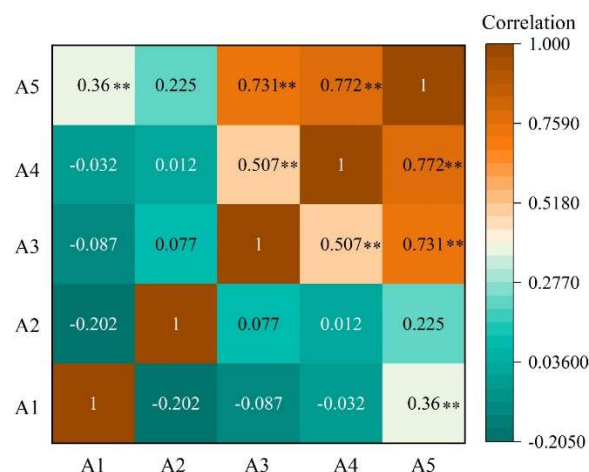 Correlation
A5 0.36 ** 0.225 0.731 ** 0.772 ** 1
A4 -0.032 0.012 0.507 ** 1 0.772 **
A3 -0.087 0.077 1 0.507 ** 0.731 **
A2 -0.202 1 0.077 0.012 0.225
A1 1 -0.202 -0.087 -0.032 0.36 **
A1 A2 A3 A4 A5
1.000
0.7590
0.5180
0.2770
0.03600
-0.2050